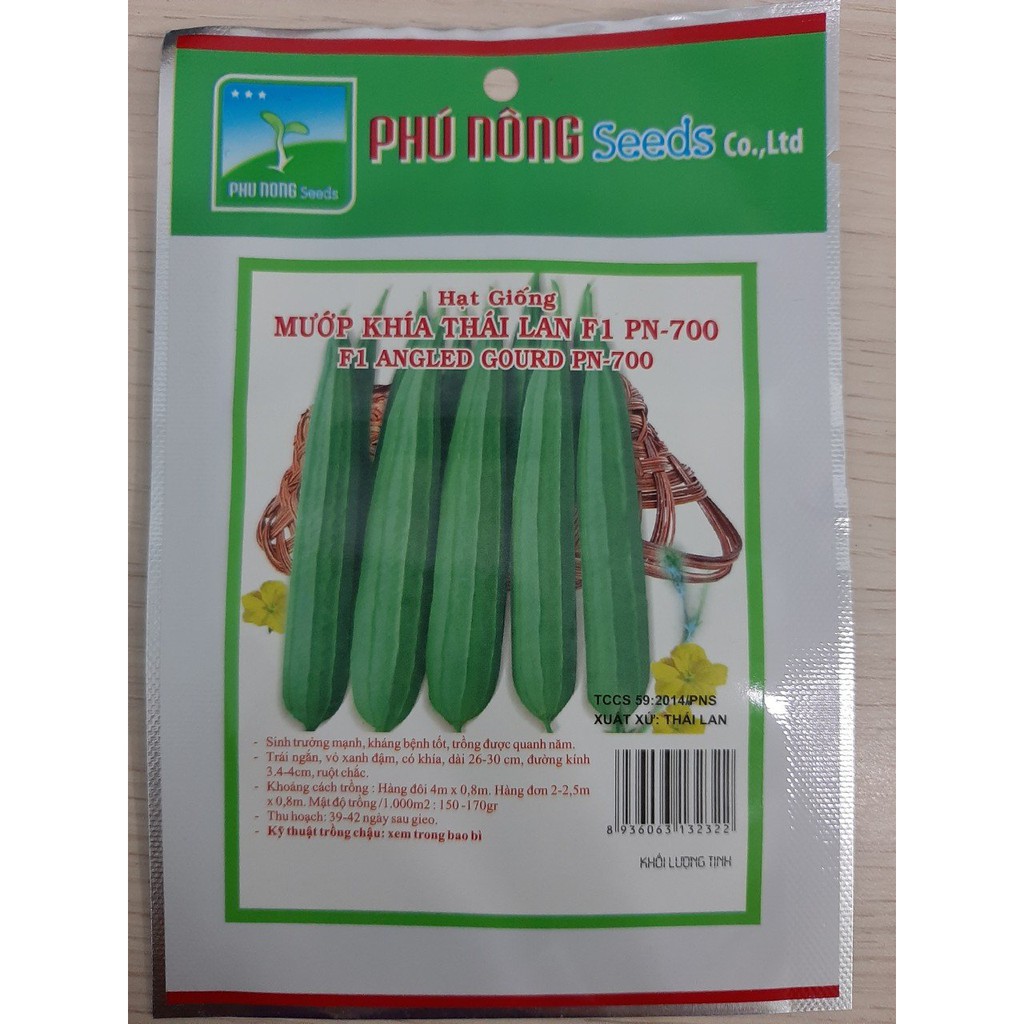 PHÚ NÔNG Seeds Co.,Ltd
PHU NONG Seeds
Hạt Giống
MƯỚP KHÍA THÁI LAN F1 PN-700
F1 ANGLED GOURD PN-700
TCCS 59:2014/PNS
XUẤT XỨ: THÁI LAN
- Sinh trưởng mạnh, kháng bệnh tốt, trồng được quanh năm.
- Trái ngắn, vỏ xanh đậm, có khía, dài 26-30 cm, đường kính
3.4-4cm, ruột chắc.
- Khoảng cách trồng : Hàng đôi 4m x 0,8m. Hàng đơn 2-2,5m
x 0,8m. Mật độ trồng /1.000m2 : 150 -170gr
- Thu hoạch: 39-42 ngày sau gieo.
- Kỹ thuật trồng chậu: xem trong bao bì
8 936063 132322
KHỐI LƯỢNG TỊNH